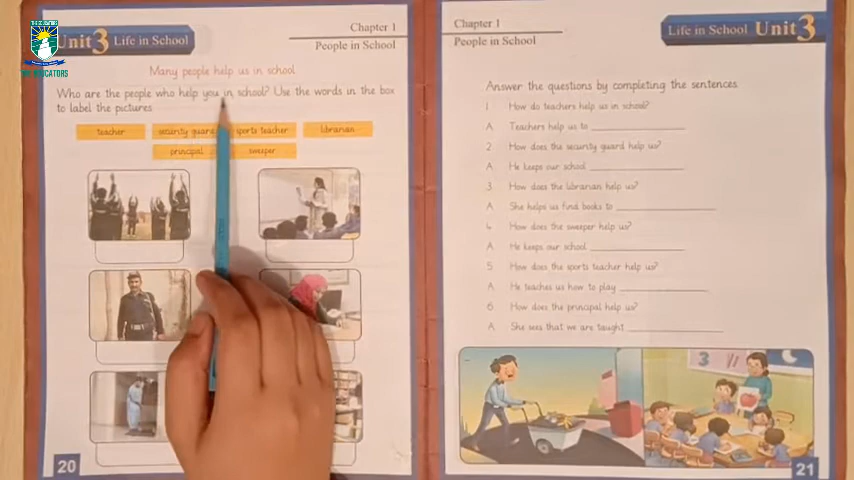 THE EDUCATORS
MY EDUCATORS
Unit 3 Life in School
Chapter 1
People in School
Many people help us in school
Who are the people who help you in school? Use the words in the box
to label the pictures
teacher
security guard
sports teacher
librarian
principal
sweeper
20
Chapter 1
People in School
Life in School Unit 3
Answer the questions by completing the sentences
1 How do teachers help us in school?
A Teachers help us to
2 How does the security guard help us?
A He keeps our school
3 How does the librarian help us?
A She helps us find books to
4 How does the sweeper help us?
A He keeps our school
5 How does the sports teacher help us?
A He teaches us how to play
6 How does the principal help us?
A She sees that we are taught
3
21